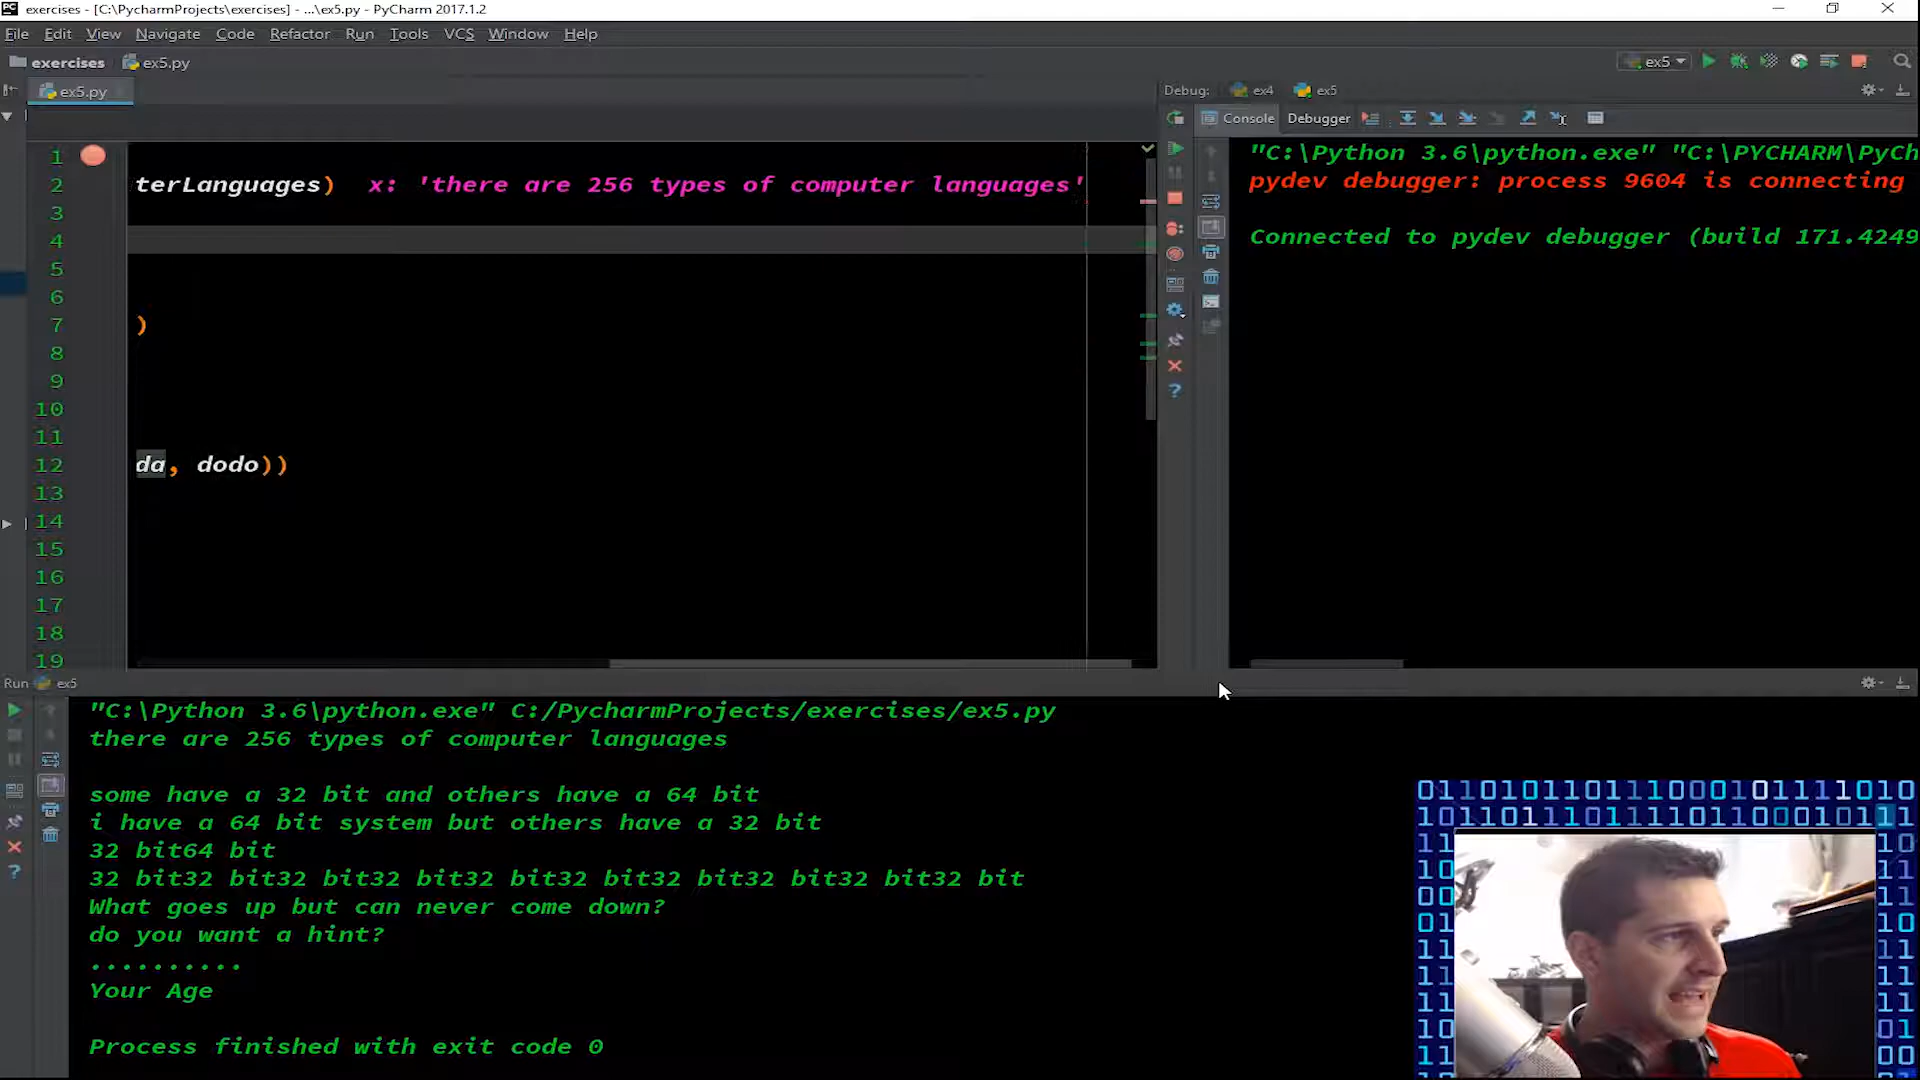 exercises - [C:\PycharmProjects\exercises] - ...\ex5.py - PyCharm 2017.1.2
File Edit View Navigate Code Refactor Run Tools VCS Window Help
exercises ex5.py
ex5
ex5.py
Debug: ex4 ex5
Console Debugger
1
2 terLanguages) x: 'there are 256 types of computer languages'
3
4
5
6
7 )
8
9
10
11
12 da, dodo))
13
14
15
16
17
18
19
"C:\Python 3.6\python.exe" "C:\PYCHARM\PyCh
pydev debugger: process 9604 is connecting
Connected to pydev debugger (build 171.4249
Run ex5
"C:\Python 3.6\python.exe" C:/PycharmProjects/exercises/ex5.py
there are 256 types of computer languages
some have a 32 bit and others have a 64 bit
i have a 64 bit system but others have a 32 bit
32 bit64 bit
32 bit32 bit32 bit32 bit32 bit32 bit32 bit32 bit32 bit32 bit
What goes up but can never come down?
do you want a hint?
..........
Your Age
Process finished with exit code 0